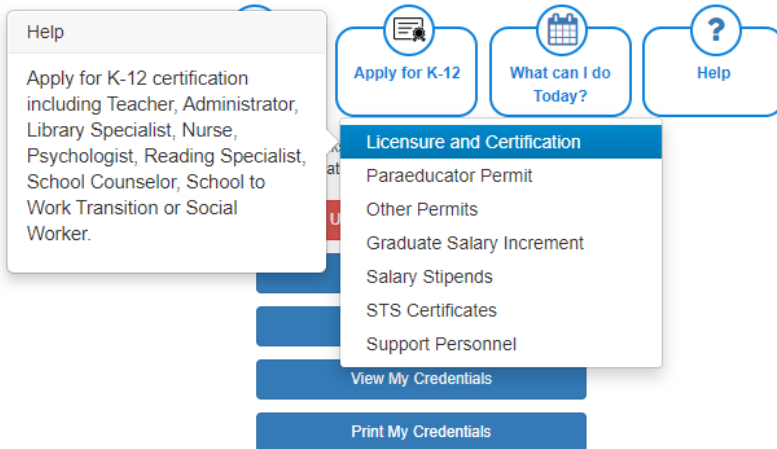 Help
Apply for K-12 certification
including Teacher, Administrator,
Library Specialist, Nurse,
Psychologist, Reading Specialist,
School Counselor, School to
Work Transition or Social
Worker.
Apply for K-12
What can I do
Today?
?
Help
Licensure and Certification
Paraeducator Permit
Other Permits
Graduate Salary Increment
Salary Stipends
STS Certificates
Support Personnel
View My Credentials
Print My Credentials